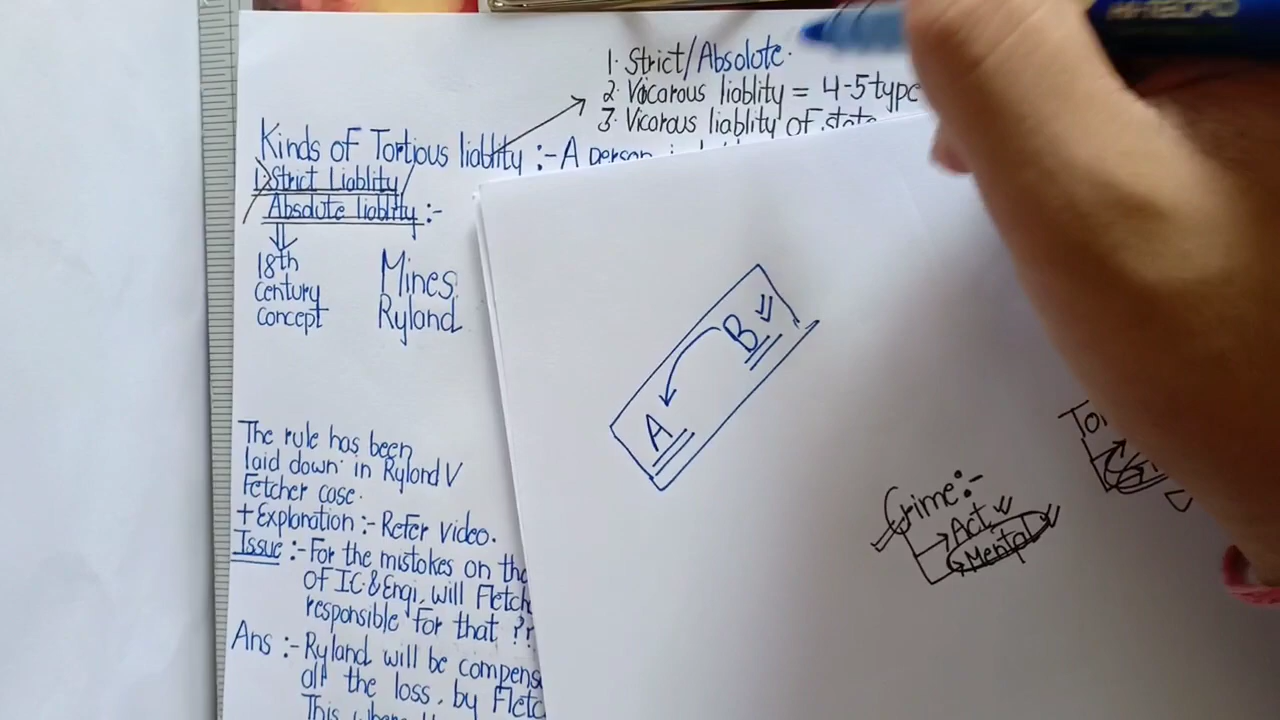 1. Strict/Absolute.
2. Vicarous liablity = 4-5 type
3. Vicarous liablity of state
Kinds of Tortious liablity :- A person
1) Strict Liablity/
Absolute liablity :-
18th
century
concept
Mines
Ryland
The rule has been
laid down in Ryland V
Fetcher case.
+ Explanation :- Refer video.
Issue :- For the mistakes on the
of IC & Engi, will Fletch
responsible for that ??
Ans :- Ryland will be compens
all the loss, by Fletc
This where
B
A
Crime :-
Act
Mental